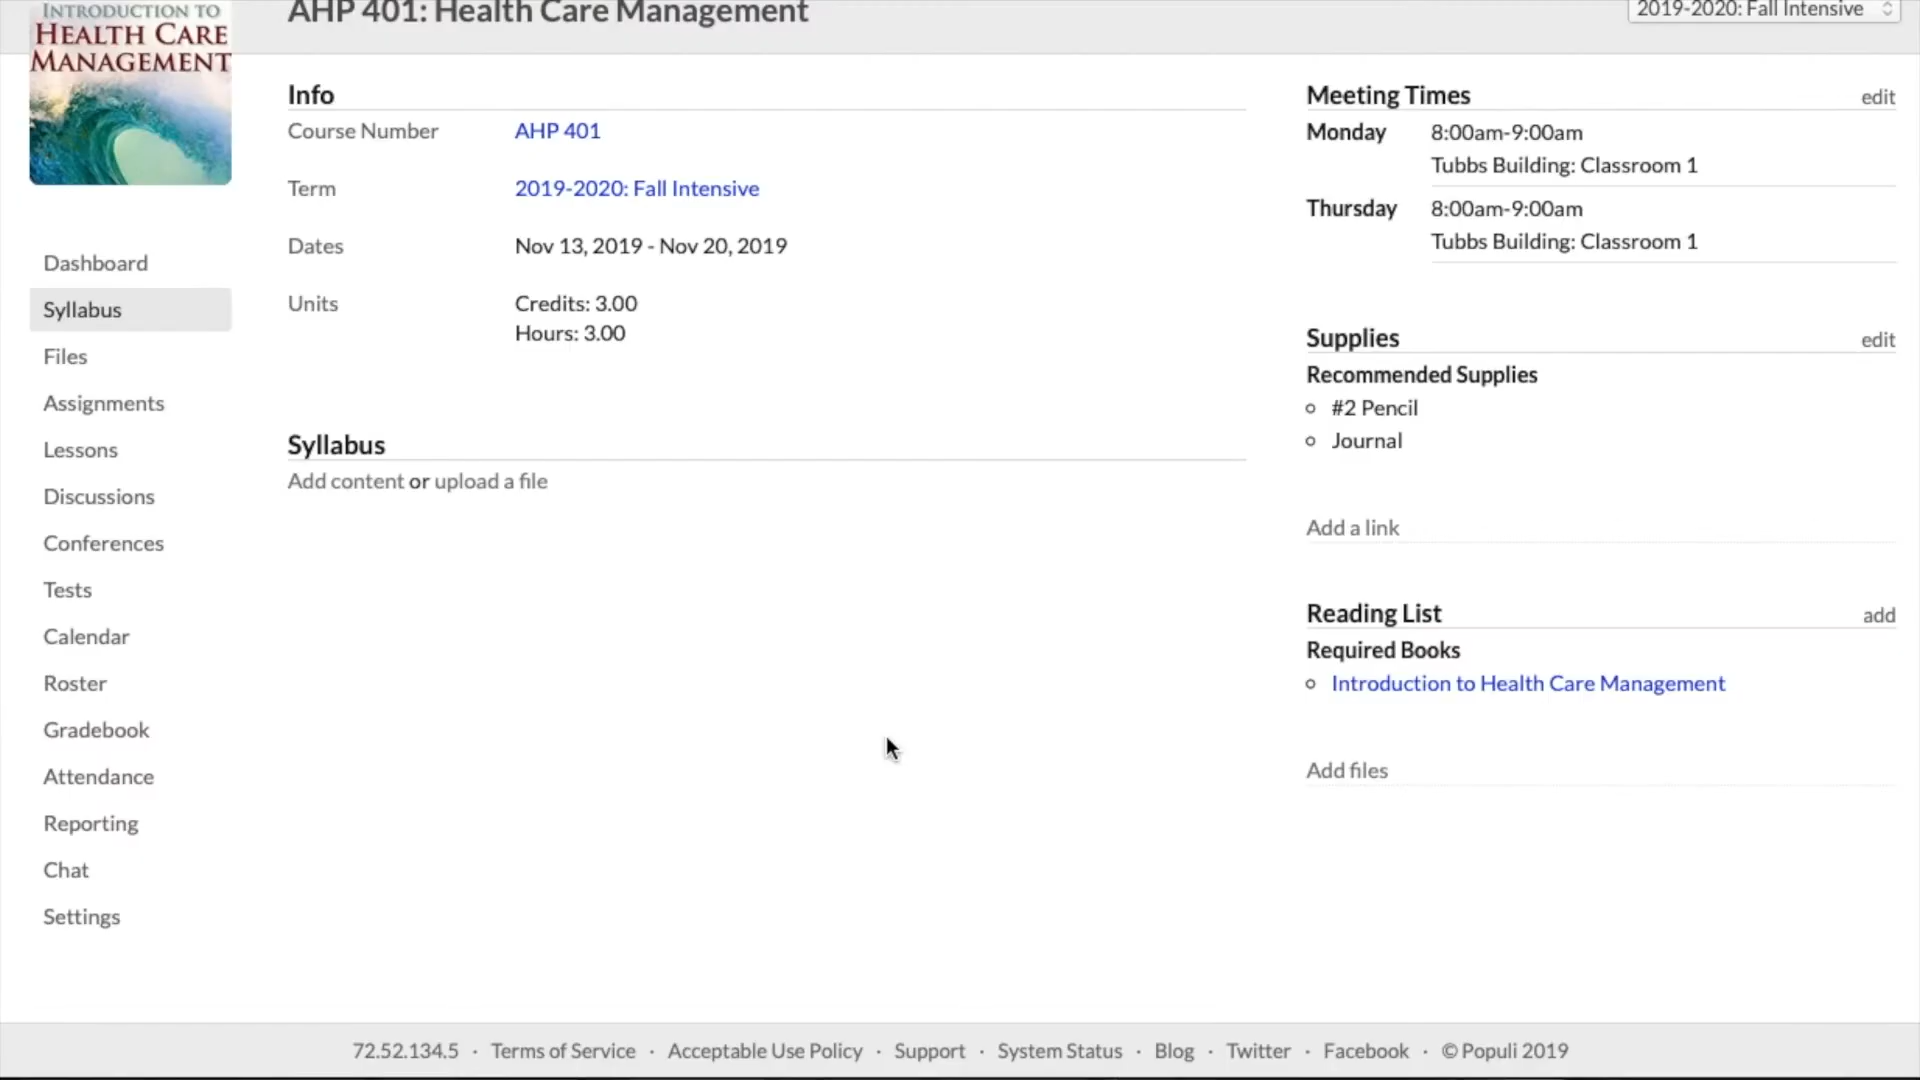 INTRODUCTION TO
HEALTH CARE
MANAGEMENT
AHP 401: Health Care Management
2019-2020: Fall Intensive
Dashboard
Syllabus
Files
Assignments
Lessons
Discussions
Conferences
Tests
Calendar
Roster
Gradebook
Attendance
Reporting
Chat
Settings
Info
Course Number AHP 401
Term 2019-2020: Fall Intensive
Dates Nov 13, 2019 - Nov 20, 2019
Units Credits: 3.00
Hours: 3.00
Syllabus
Add content or upload a file
Meeting Times edit
Monday 8:00am-9:00am
Tubbs Building: Classroom 1
Thursday 8:00am-9:00am
Tubbs Building: Classroom 1
Supplies edit
Recommended Supplies
#2 Pencil
Journal
Add a link
Reading List add
Required Books
Introduction to Health Care Management
Add files
72.52.134.5 · Terms of Service · Acceptable Use Policy · Support · System Status · Blog · Twitter · Facebook · © Populi 2019